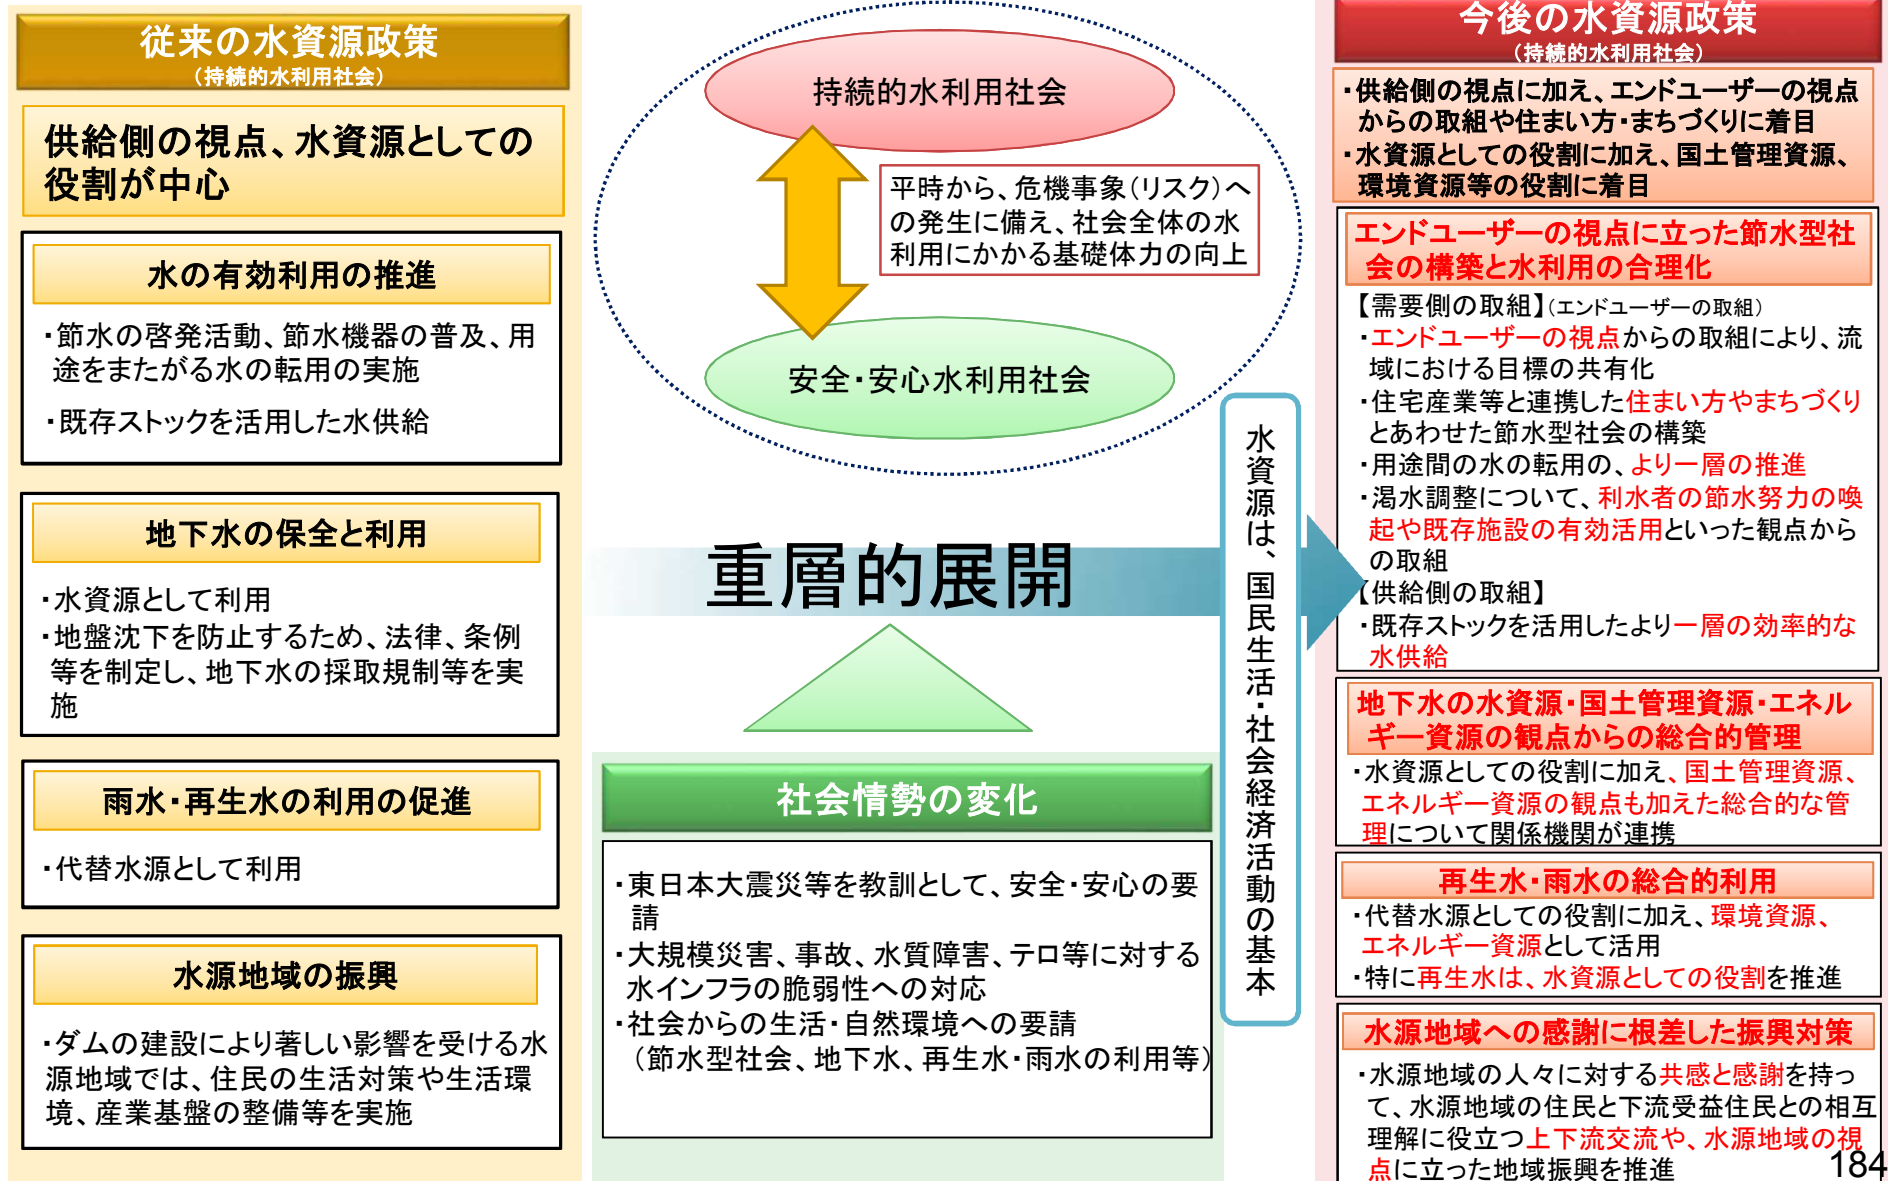 従来の水資源政策
（持続的水利用社会）
供給側の視点、水資源としての
役割が中心
水の有効利用の推進
・節水の啓発活動、節水機器の普及、用
途をまたがる水の転用の実施
・既存ストックを活用した水供給
地下水の保全と利用
・水資源として利用
・地盤沈下を防止するため、法律、条例
等を制定し、地下水の採取規制等を実
施
雨水・再生水の利用の促進
・代替水源として利用
水源地域の振興
・ダムの建設により著しい影響を受ける水
源地域では、住民の生活対策や生活環
境、産業基盤の整備等を実施
持続的水利用社会
平時から、危機事象（リスク）へ
の発生に備え、社会全体の水
利用にかかる基礎体力の向上
安全・安心水利用社会
重層的展開
社会情勢の変化
・東日本大震災等を教訓として、安全・安心の要
請
・大規模災害、事故、水質障害、テロ等に対する
水インフラの脆弱性への対応
・社会からの生活・自然環境への要請
（節水型社会、地下水、再生水・雨水の利用等）
水資源は、国民生活・社会経済活動の基本
今後の水資源政策
（持続的水利用社会）
・供給側の視点に加え、エンドユーザーの視点
からの取組や住まい方・まちづくりに着目
・水資源としての役割に加え、国土管理資源、
環境資源等の役割に着目
エンドユーザーの視点に立った節水型社
会の構築と水利用の合理化
【需要側の取組】（エンドユーザーの取組）
・エンドユーザーの視点からの取組により、流
域における目標の共有化
・住宅産業等と連携した住まい方やまちづくり
とあわせた節水型社会の構築
・用途間の水の転用の、より一層の推進
・渇水調整について、利水者の節水努力の喚
起や既存施設の有効活用といった観点から
の取組
【供給側の取組】
・既存ストックを活用したより一層の効率的な
水供給
地下水の水資源・国土管理資源・エネル
ギー資源の観点からの総合的管理
・水資源としての役割に加え、国土管理資源、
エネルギー資源の観点も加えた総合的な管
理について関係機関が連携
再生水・雨水の総合的利用
・代替水源としての役割に加え、環境資源、
エネルギー資源として活用
・特に再生水は、水資源としての役割を推進
水源地域への感謝に根差した振興対策
・水源地域の人々に対する共感と感謝を持っ
て、水源地域の住民と下流受益住民との相互
理解に役立つ上下流交流や、水源地域の視
点に立った地域振興を推進
184